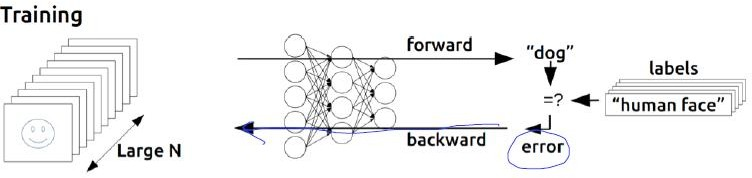 Training
Large N
forward
"dog"
labels
=?
"human face"
backward
error